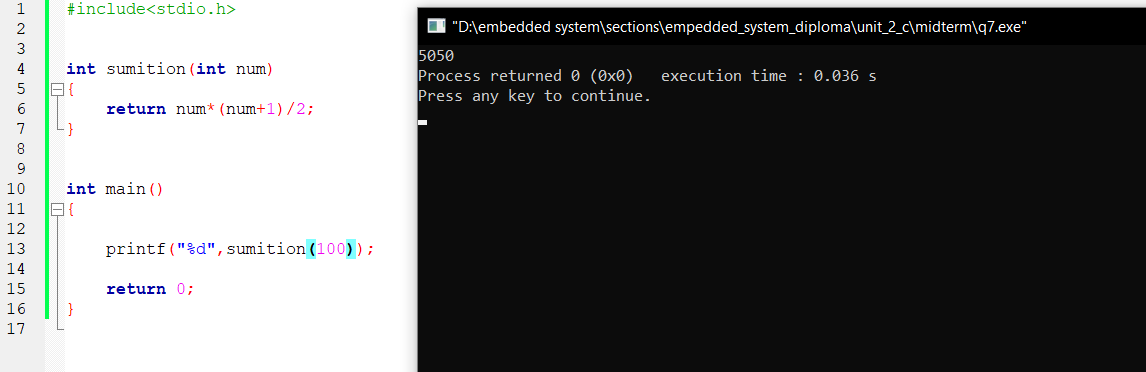 1 #include<stdio.h>
2
3
4 int sumition(int num)
5 {
6 return num*(num+1)/2;
7 }
8
9
10 int main()
11 {
12
13 printf("%d",sumition(100));
14
15 return 0;
16 }
17
"D:\embedded system\sections\empedded_system_diploma\unit_2_c\midterm\q7.exe"
5050
Process returned 0 (0x0)   execution time : 0.036 s
Press any key to continue.